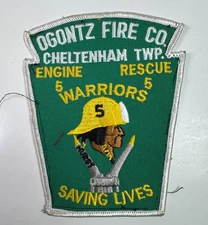 OGONTZ FIRE CO.
CHELTENHAM TWP.
ENGINE RESCUE
5 5
WARRIORS
5
SAVING LIVES